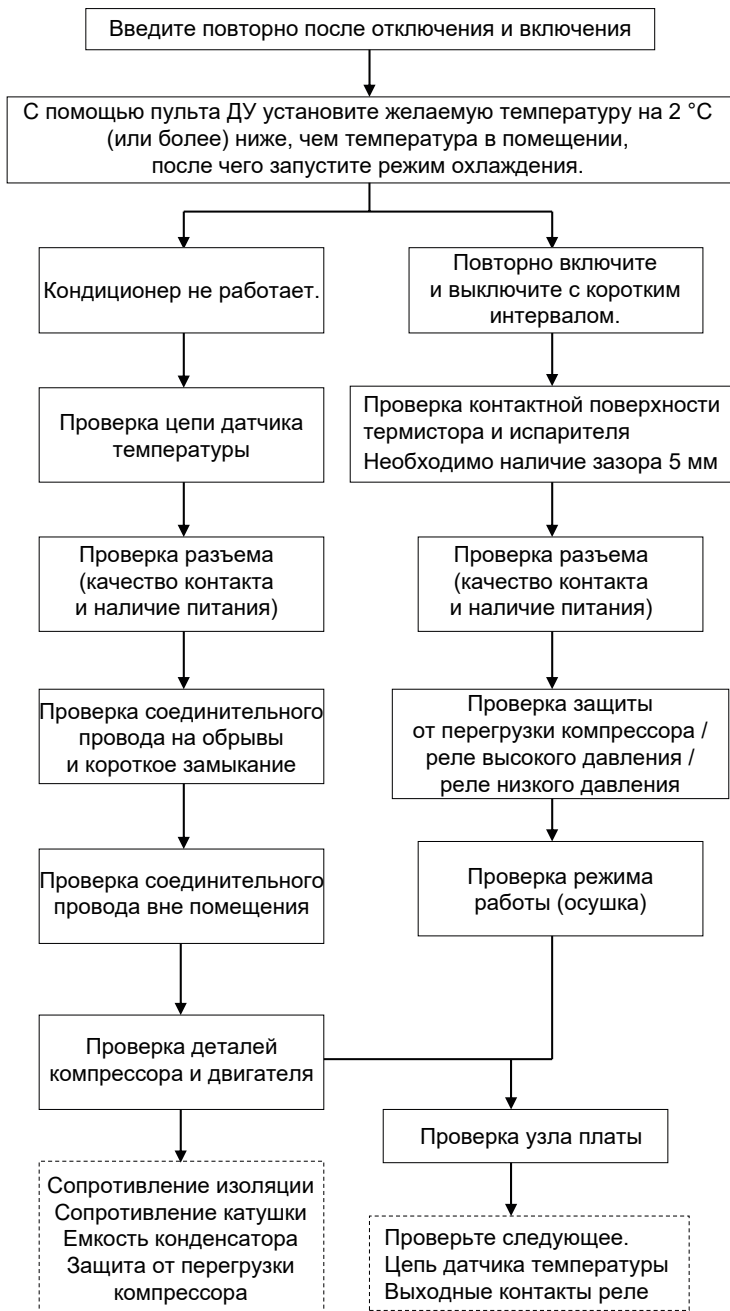 Введите повторно после отключения и включения
С помощью пульта ДУ установите желаемую температуру на 2 °C
(или более) ниже, чем температура в помещении,
после чего запустите режим охлаждения.
Кондиционер не работает.
Проверка цепи датчика
температуры
Проверка разъема
(качество контакта
и наличие питания)
Проверка соединительного
провода на обрывы
и короткое замыкание
Проверка соединительного
провода вне помещения
Проверка деталей
компрессора и двигателя
Сопротивление изоляции
Сопротивление катушки
Емкость конденсатора
Защита от перегрузки
компрессора
Повторно включите
и выключите с коротким
интервалом.
Проверка контактной поверхности
термистора и испарителя
Необходимо наличие зазора 5 мм
Проверка разъема
(качество контакта
и наличие питания)
Проверка защиты
от перегрузки компрессора /
реле высокого давления /
реле низкого давления
Проверка режима
работы (осушка)
Проверка узла платы
Проверьте следующее.
Цепь датчика температуры
Выходные контакты реле